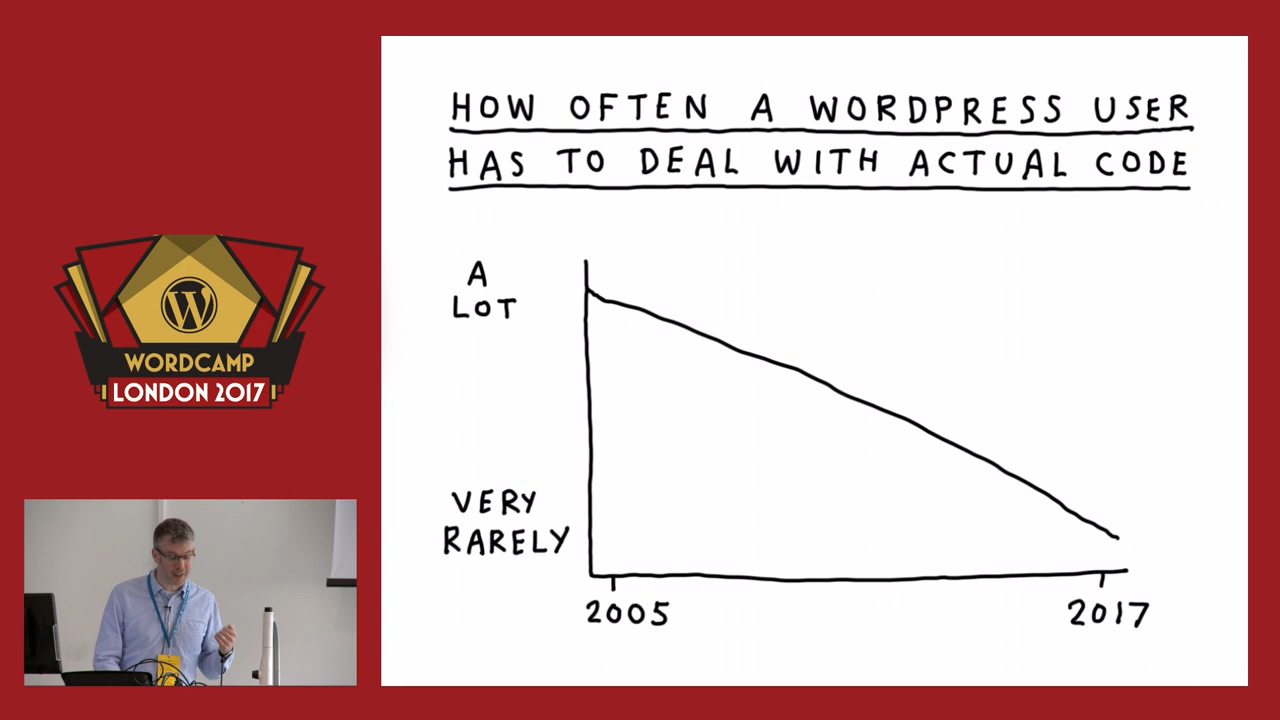 HOW OFTEN A WORDPRESS USER
HAS TO DEAL WITH ACTUAL CODE
A
LOT
VERY
RARELY
2005
2017
W
WORDCAMP
LONDON 2017